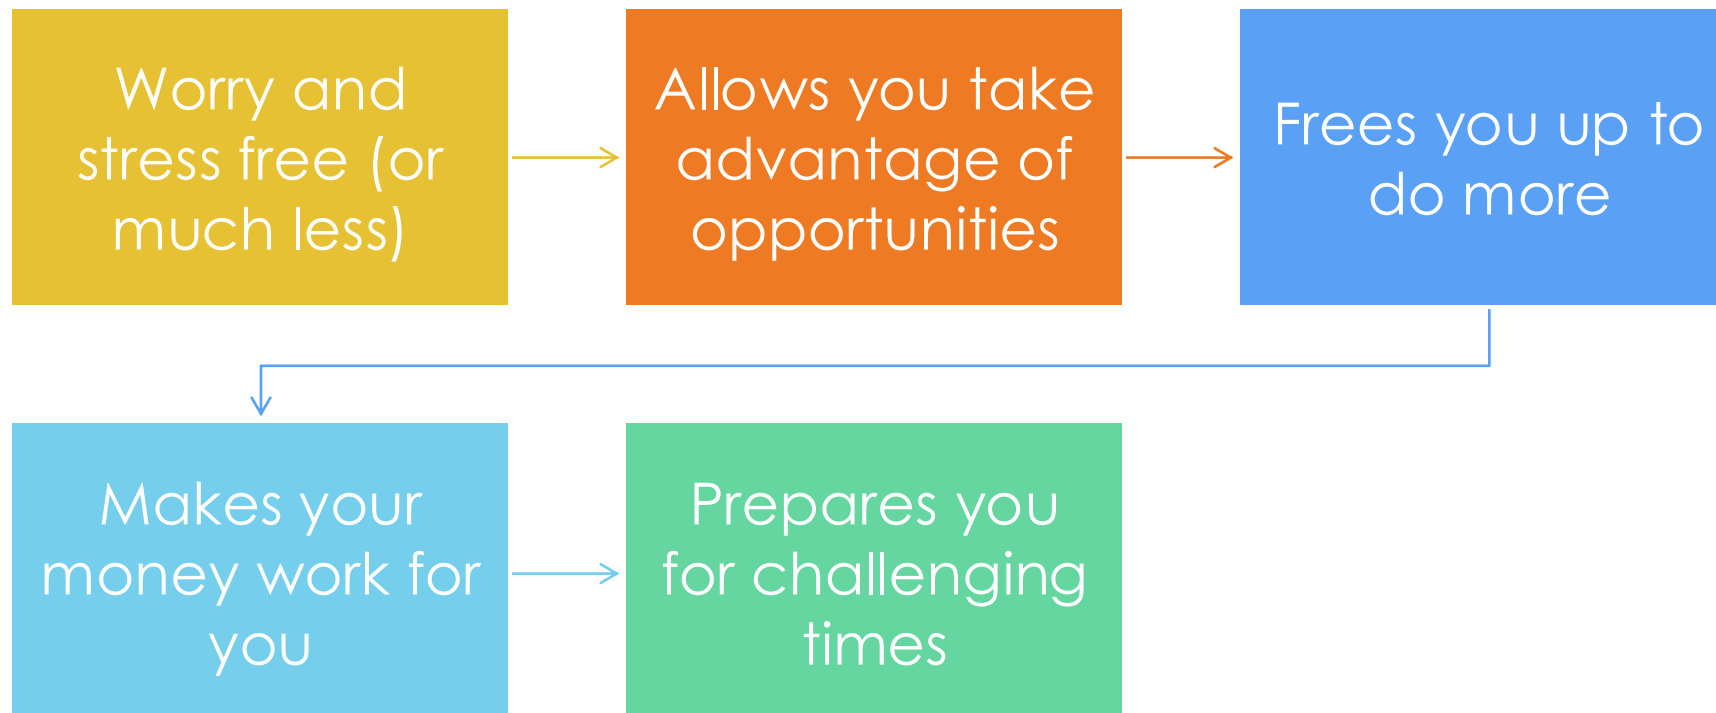 Worry and
stress free (or
much less)
Allows you take
advantage of
opportunities
Frees you up to
do more
Makes your
money work for
you
Prepares you
for challenging
times